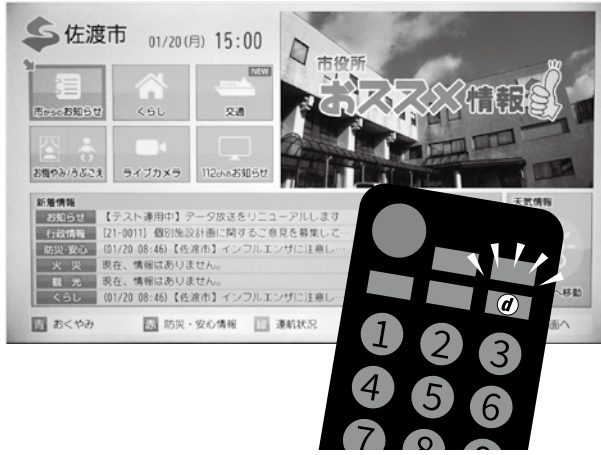 佐渡市 01/20(月) 15:00
市役所
おススメ情報
NEW
市からのお知らせ くらし 交通
お悔やみ/うぶごえ ライブカメラ 112chのお知らせ
新着情報 天気情報
お知らせ 【テスト運用中】データ放送をリニューアルします
行政情報 [21-0011] 個別施設計画に関するご意見を募集して…
防災・安心 (01/20 08:46)【佐渡市】インフルエンザに注意し…
火 災 現在、情報はありません。
観 光 現在、情報はありません。
くらし (01/20 08:46)【佐渡市】インフルエンザに注意し…
へ移動
青 おくやみ 赤 防災・安心情報 緑 運航状況 面へ
d
1 2 3
4 5 6
7 8 9